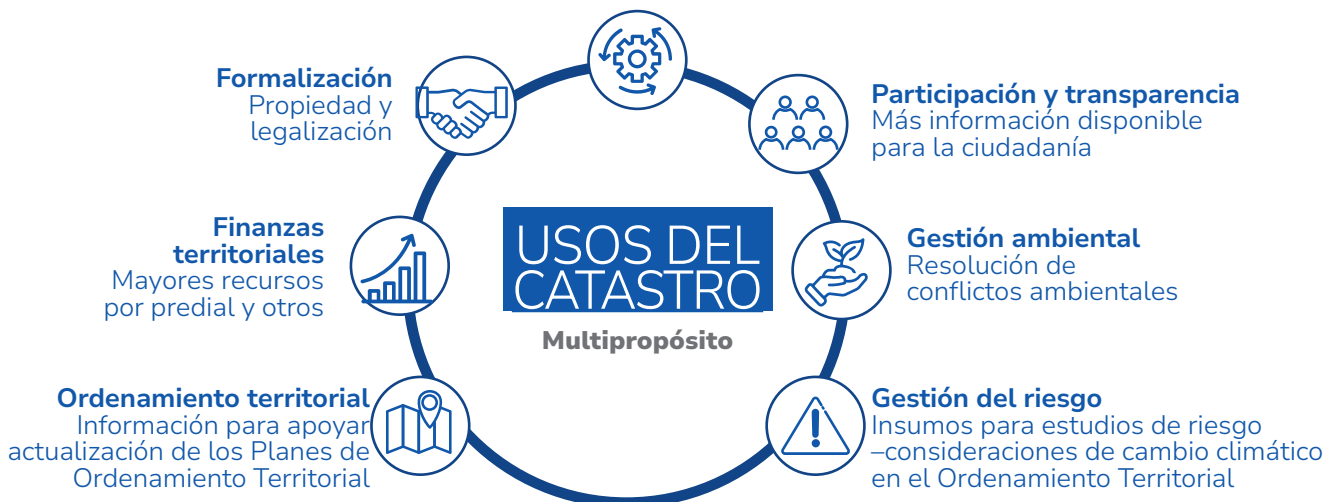 Formalización
Propiedad y
legalización
Participación y transparencia
Más información disponible
para la ciudadanía
Finanzas
territoriales
Mayores recursos
por predial y otros
USOS DEL
CATASTRO
Multipropósito
Gestión ambiental
Resolución de
conflictos ambientales
Ordenamiento territorial
Información para apoyar
actualización de los Planes de
Ordenamiento Territorial
Gestión del riesgo
Insumos para estudios de riesgo
–consideraciones de cambio climático
en el Ordenamiento Territorial